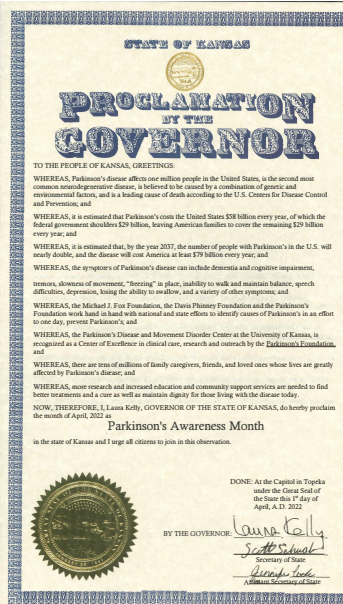 STATE OF KANSAS
PROCLAMATION
BY THE
GOVERNOR
TO THE PEOPLE OF KANSAS, GREETINGS:
WHEREAS, Parkinson's disease affects one million people in the United States, is the second most
common neurodegenerative disease, is believed to be caused by a combination of genetic and
environmental factors, and is a leading cause of death according to the U.S. Centers for Disease Control
and Prevention; and
WHEREAS, it is estimated that Parkinson's costs the United States $58 billion every year, of which the
federal government shoulders $29 billion, leaving American families to cover the remaining $29 billion
every year; and
WHEREAS, it is estimated that, by the year 2037, the number of people with Parkinson's in the U.S. will
nearly double, and the disease will cost America at least $79 billion every year; and
WHEREAS, the symptoms of Parkinson's disease can include dementia and cognitive impairment,
tremors, slowness of movement, "freezing" in place, inability to walk and maintain balance, speech
difficulties, depression, losing the ability to swallow, and a variety of other symptoms; and
WHEREAS, the Michael J. Fox Foundation, the Davis Phinney Foundation and the Parkinson's
Foundation work hand in hand with national and state efforts to identify causes of Parkinson's in an effort
to one day, prevent Parkinson's; and
WHEREAS, the Parkinson's Disease and Movement Disorder Center at the University of Kansas, is
recognized as a Center of Excellence in clinical care, research and outreach by the Parkinson's Foundation,
and
WHEREAS, there are tens of millions of family caregivers, friends, and loved ones whose lives are greatly
affected by Parkinson's disease; and
WHEREAS, more research and increased education and community support services are needed to find
better treatments and a cure as well as maintain dignity for those living with the disease today.
NOW, THEREFORE, I, Laura Kelly, GOVERNOR OF THE STATE OF KANSAS, do hereby proclaim
the month of April, 2022 as
Parkinson's Awareness Month
in the state of Kansas and I urge all citizens to join in this observation.
DONE: At the Capitol in Topeka
under the Great Seal of
the State this 1st day of
April, A.D. 2022
BY THE GOVERNOR: Laura Kelly
Scott Schwab
Secretary of State
Assistant Secretary of State